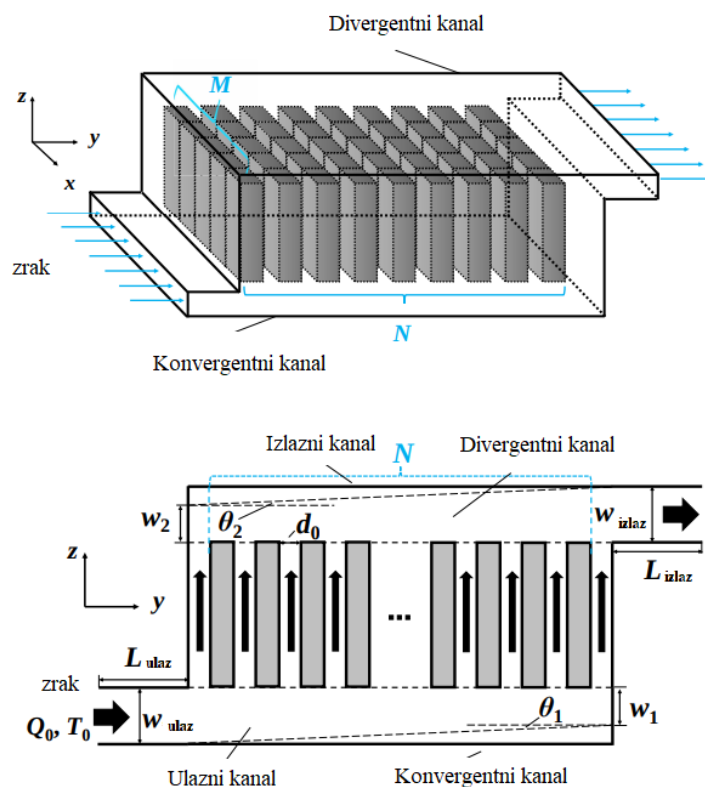 Divergentni kanal
M
z
y
x
zrak
N
Konvergentni kanal
Izlazni kanal
N
Divergentni kanal
w2
θ2
d0
w izlaz
z
y
L izlaz
L ulaz
zrak
w ulaz
θ1
w1
Q0, T0
Ulazni kanal
Konvergentni kanal